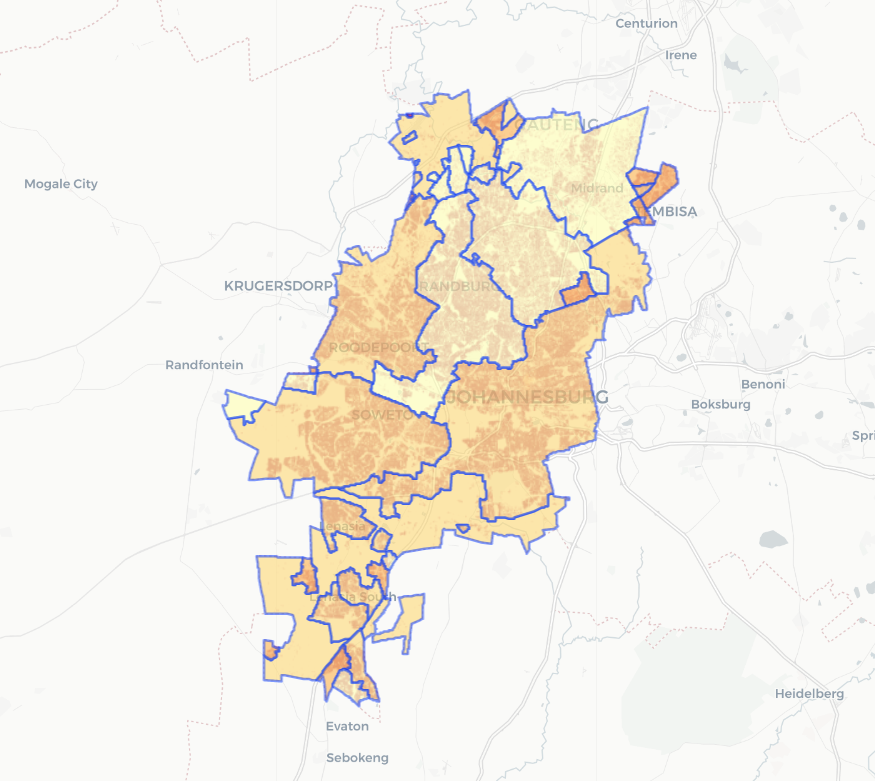 Centurion
Irene
GAUTENG
Mogale City
Midrand
EMBISA
KRUGERSDORP
RANDBURG
ROODEPOORT
Randfontein
Benoni
JOHANNESBURG
Boksburg
SOWETO
Spri
Lenasia
Lenasia South
Heidelberg
Evaton
Sebokeng